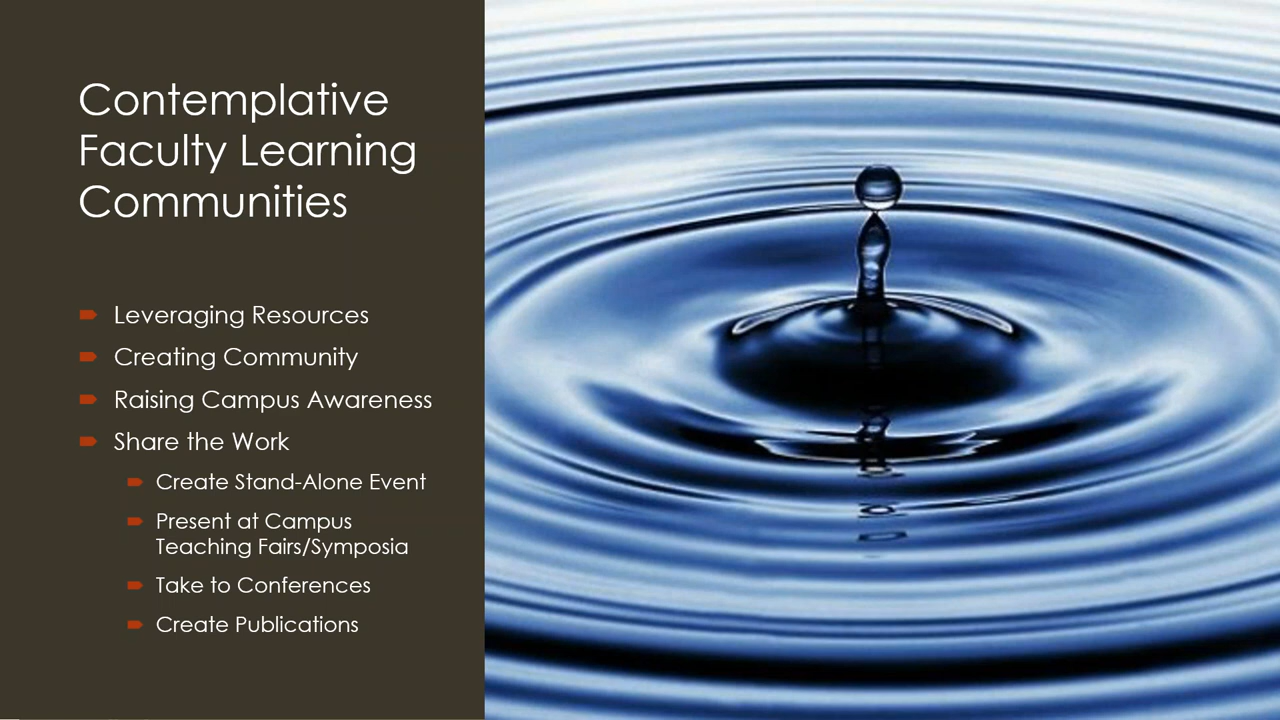 Contemplative
Faculty Learning
Communities
Leveraging Resources
Creating Community
Raising Campus Awareness
Share the Work
Create Stand-Alone Event
Present at Campus
Teaching Fairs/Symposia
Take to Conferences
Create Publications